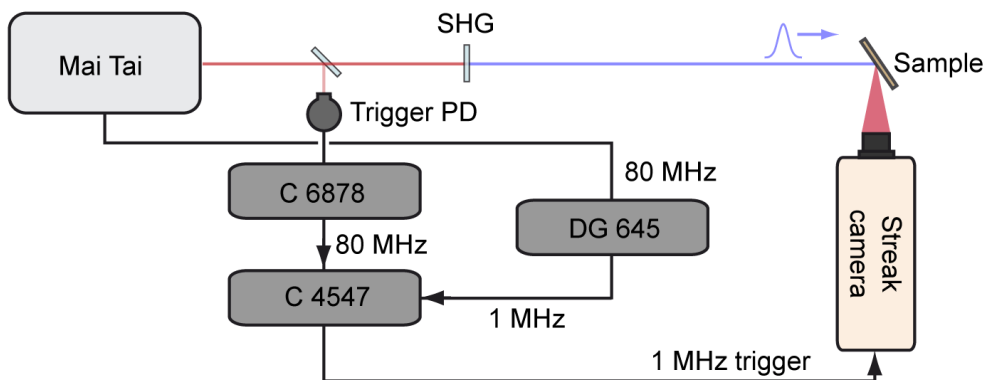 SHG
Mai Tai
Sample
Trigger PD
C 6878
80 MHz
DG 645
Streak
camera
80 MHz
C 4547
1 MHz
1 MHz trigger